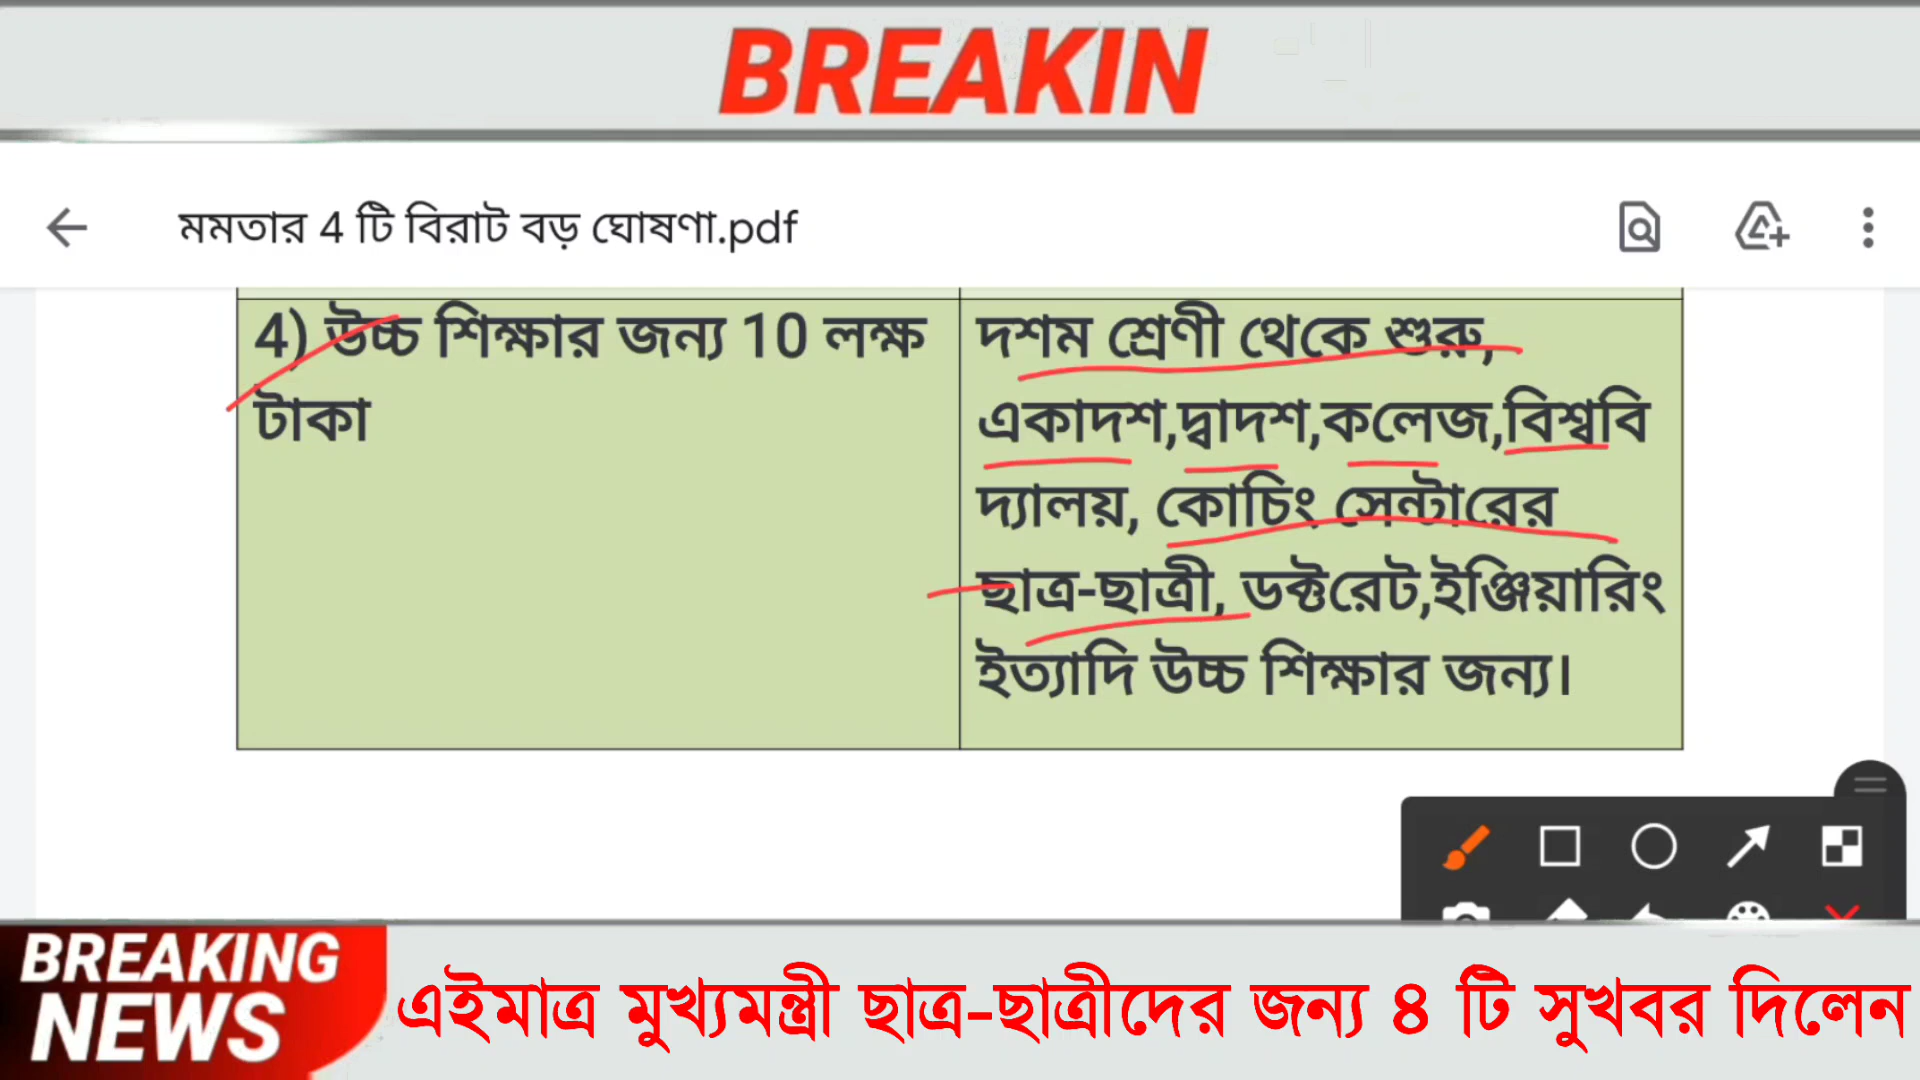 BREAKIN
মমতার 4 টি বিরাট বড় ঘোষণা.pdf
4) উচ্চ শিক্ষার জন্য 10 লক্ষ
টাকা
দশম শ্রেণী থেকে শুরু,
একাদশ,দ্বাদশ,কলেজ,বিশ্ববি
দ্যালয়, কোচিং সেন্টারের
ছাত্র-ছাত্রী, ডক্টরেট,ইঞ্জিয়ারিং
ইত্যাদি উচ্চ শিক্ষার জন্য।
BREAKING
NEWS
এইমাত্র মুখ্যমন্ত্রী ছাত্র-ছাত্রীদের জন্য ৪ টি সুখবর দিলেন